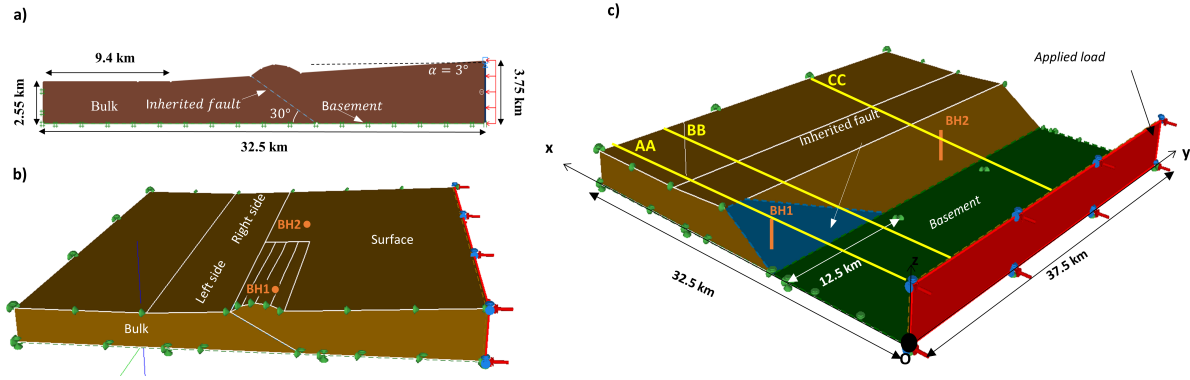 a)
9.4 km
α = 3°
2.55 km
Bulk
Inherited fault
Basement
30°
3.75 km
32.5 km
b)
Right side
Left side
BH2
BH1
Surface
Bulk
c)
Applied load
CC
BB
AA
Inherited fault
BH2
BH1
x
y
z
O
Basement
12.5 km
32.5 km
37.5 km